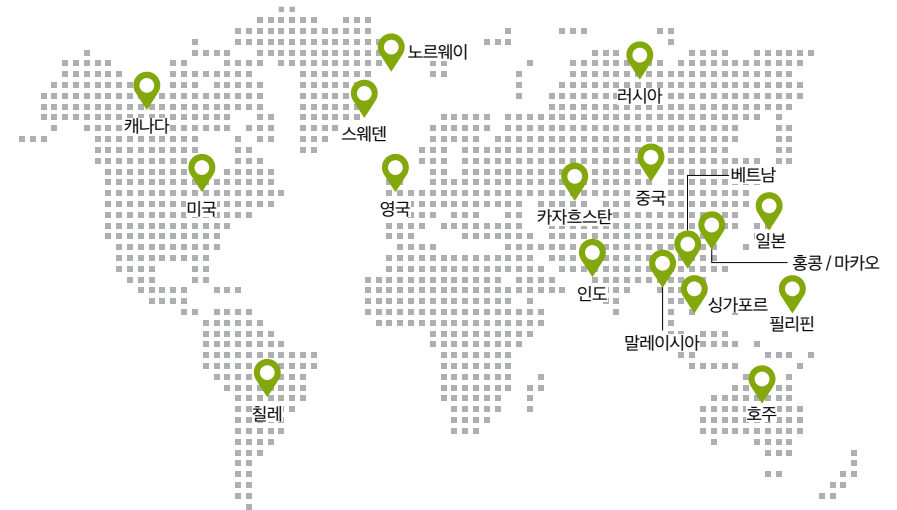 노르웨이
러시아
캐나다
스웨덴
베트남
중국
미국
영국
카자흐스탄
일본
홍콩 / 마카오
인도
싱가포르
필리핀
말레이시아
칠레
호주